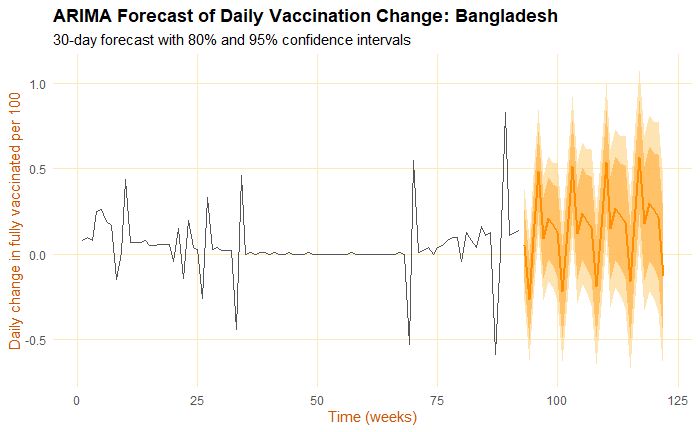 ARIMA Forecast of Daily Vaccination Change: Bangladesh
30-day forecast with 80% and 95% confidence intervals
Daily change in fully vaccinated per 100
1.0
0.5
0.0
-0.5
0 25 50 75 100 125
Time (weeks)